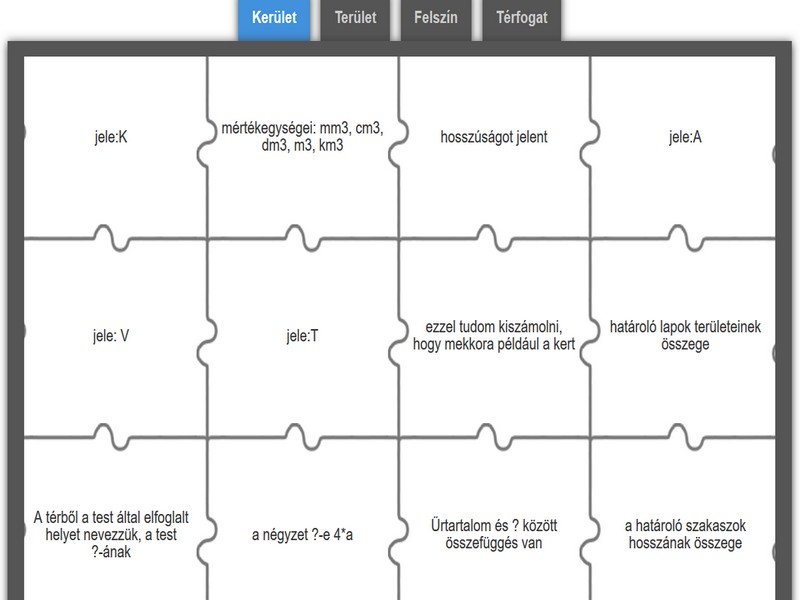 Kerület Terület Felszín Térfogat
jele:K
mértékegységei: mm3, cm3,
dm3, m3, km3
hosszúságot jelent
jele:A
jele: V
jele:T
ezzel tudom kiszámolni,
hogy mekkora például a kert
határoló lapok területeinek
összege
A térből a test által elfoglalt
helyet nevezzük, a test
?-ának
a négyzet ?-e 4*a
Űrtartalom és ? között
összefüggés van
a határoló szakaszok
hosszának összege